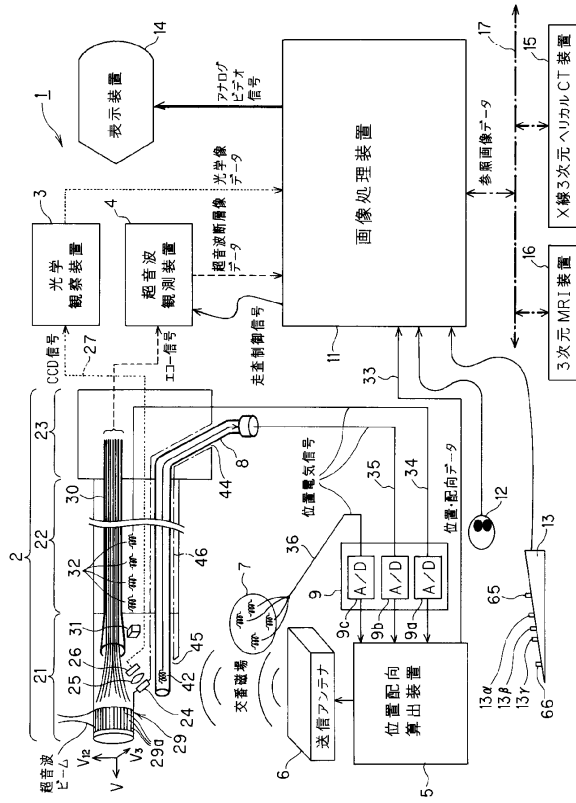 1
2
21
22
23
超音波
ビーム
V
V12
V3
29
29a
24
25
26
31
30
32
42
45
46
44
8
CCD信号
27
エコー信号
3
光学
観察装置
光学像
データ
4
超音波
観測装置
超音波断層像
データ
走査制御信号
14
表示装置
アナログ
ビデオ
信号
画像処理装置
11
33
参照画像データ
17
15
X線3次元ヘリカルCT装置
16
3次元MRI装置
交番磁場
7
36
35
34
位置電気信号
6
送信アンテナ
5
位置配向
算出装置
9
9c
A/D
9b
A/D
9a
A/D
位置・配向データ
12
13
65
13α
13β
13γ
66